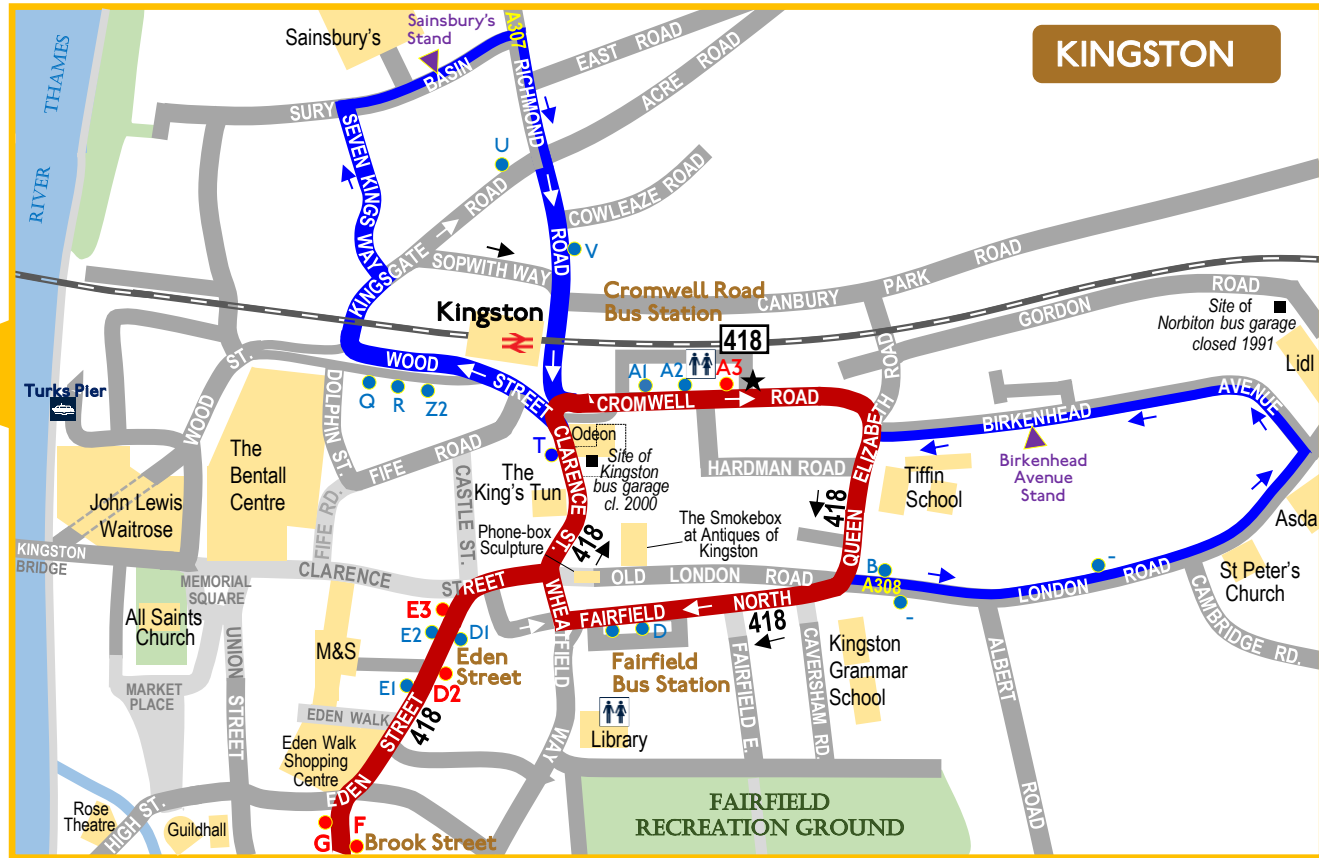 KINGSTON
Sainsbury's
Stand
Sainsbury's
A307
RICHMOND
ROAD
EAST ROAD
ACRE ROAD
THAMES
RIVER
SURY
BASIN
SEVEN KINGS WAY
U
KINGSGATE
ROAD
COWLEAZE ROAD
V
SOPWITH WAY
CANBURY
PARK
ROAD
Cromwell Road
Bus Station
418
Kingston
GORDON
ROAD
Site of
Norbiton bus garage
closed 1991
Lidl
Turks Pier
WOOD
ST.
WOOD
STREET
DOLPHIN ST.
Q
R
Z2
A1
A2
A3
CROMWELL
ROAD
QUEEN
ELIZABETH
ROAD
BIRKENHEAD
AVENUE
Birkenhead
Avenue
Stand
The
Bentall
Centre
FIFE ROAD
FIFE RD.
CASTLE ST.
T
Odeon
Site of
Kingston
bus garage
cl. 2000
The
King's Tun
CLARENCE ST.
418
HARDMAN ROAD
418
Tiffin
School
Asda
John Lewis
Waitrose
Phone-box
Sculpture
The Smokebox
at Antiques of
Kingston
KINGSTON
BRIDGE
CLARENCE
STREET
MEMORIAL
SQUARE
OLD LONDON ROAD
B
A308
LONDON ROAD
-
-
St Peter's
Church
CAMBRIDGE RD.
All Saints
Church
UNION
STREET
M&S
E3
E2
D1
Eden
Street
E1
D2
WHEATFIELD
WAY
FAIRFIELD
NORTH
418
D
Fairfield
Bus Station
FAIRFIELD E.
CAVERSHAM RD.
Kingston
Grammar
School
ALBERT
ROAD
MARKET
PLACE
EDEN WALK
Eden Walk
Shopping
Centre
418
EDEN
STREET
Library
Rose
Theatre
HIGH ST.
Guildhall
G
F
Brook Street
FAIRFIELD
RECREATION GROUND